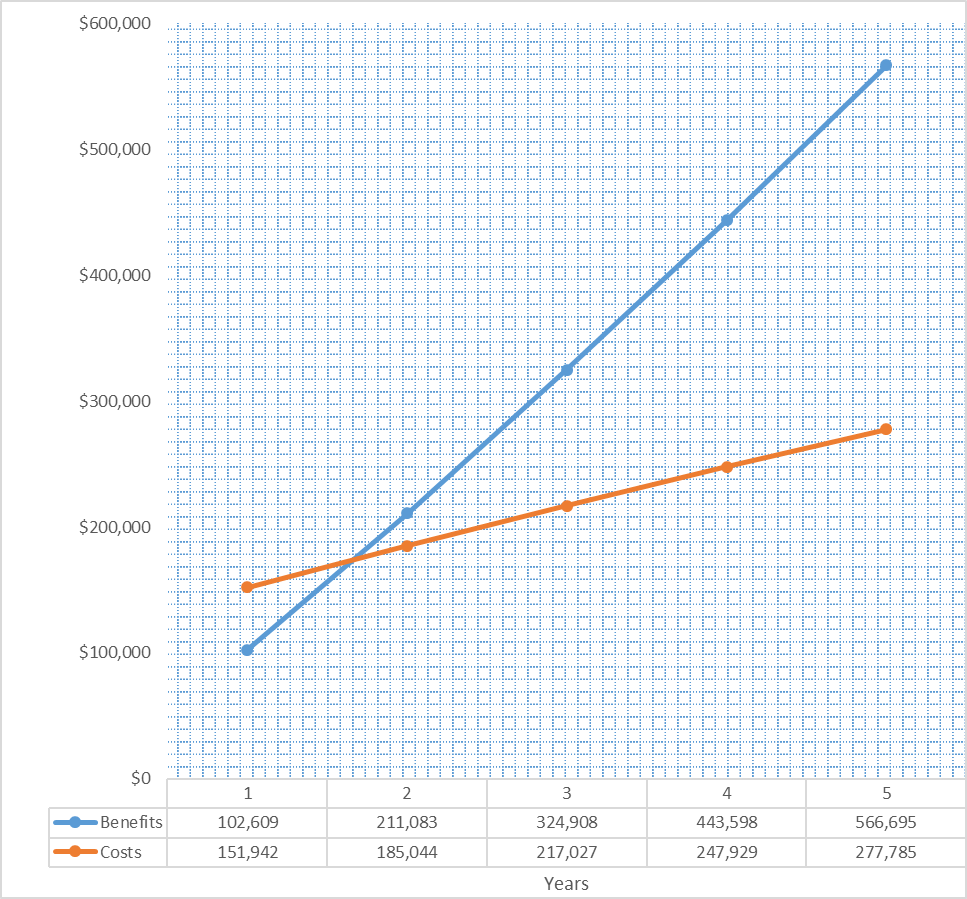 $600,000
$500,000
$400,000
$300,000
$200,000
$100,000
$0
1 2 3 4 5
Benefits 102,609 211,083 324,908 443,598 566,695
Costs 151,942 185,044 217,027 247,929 277,785
Years